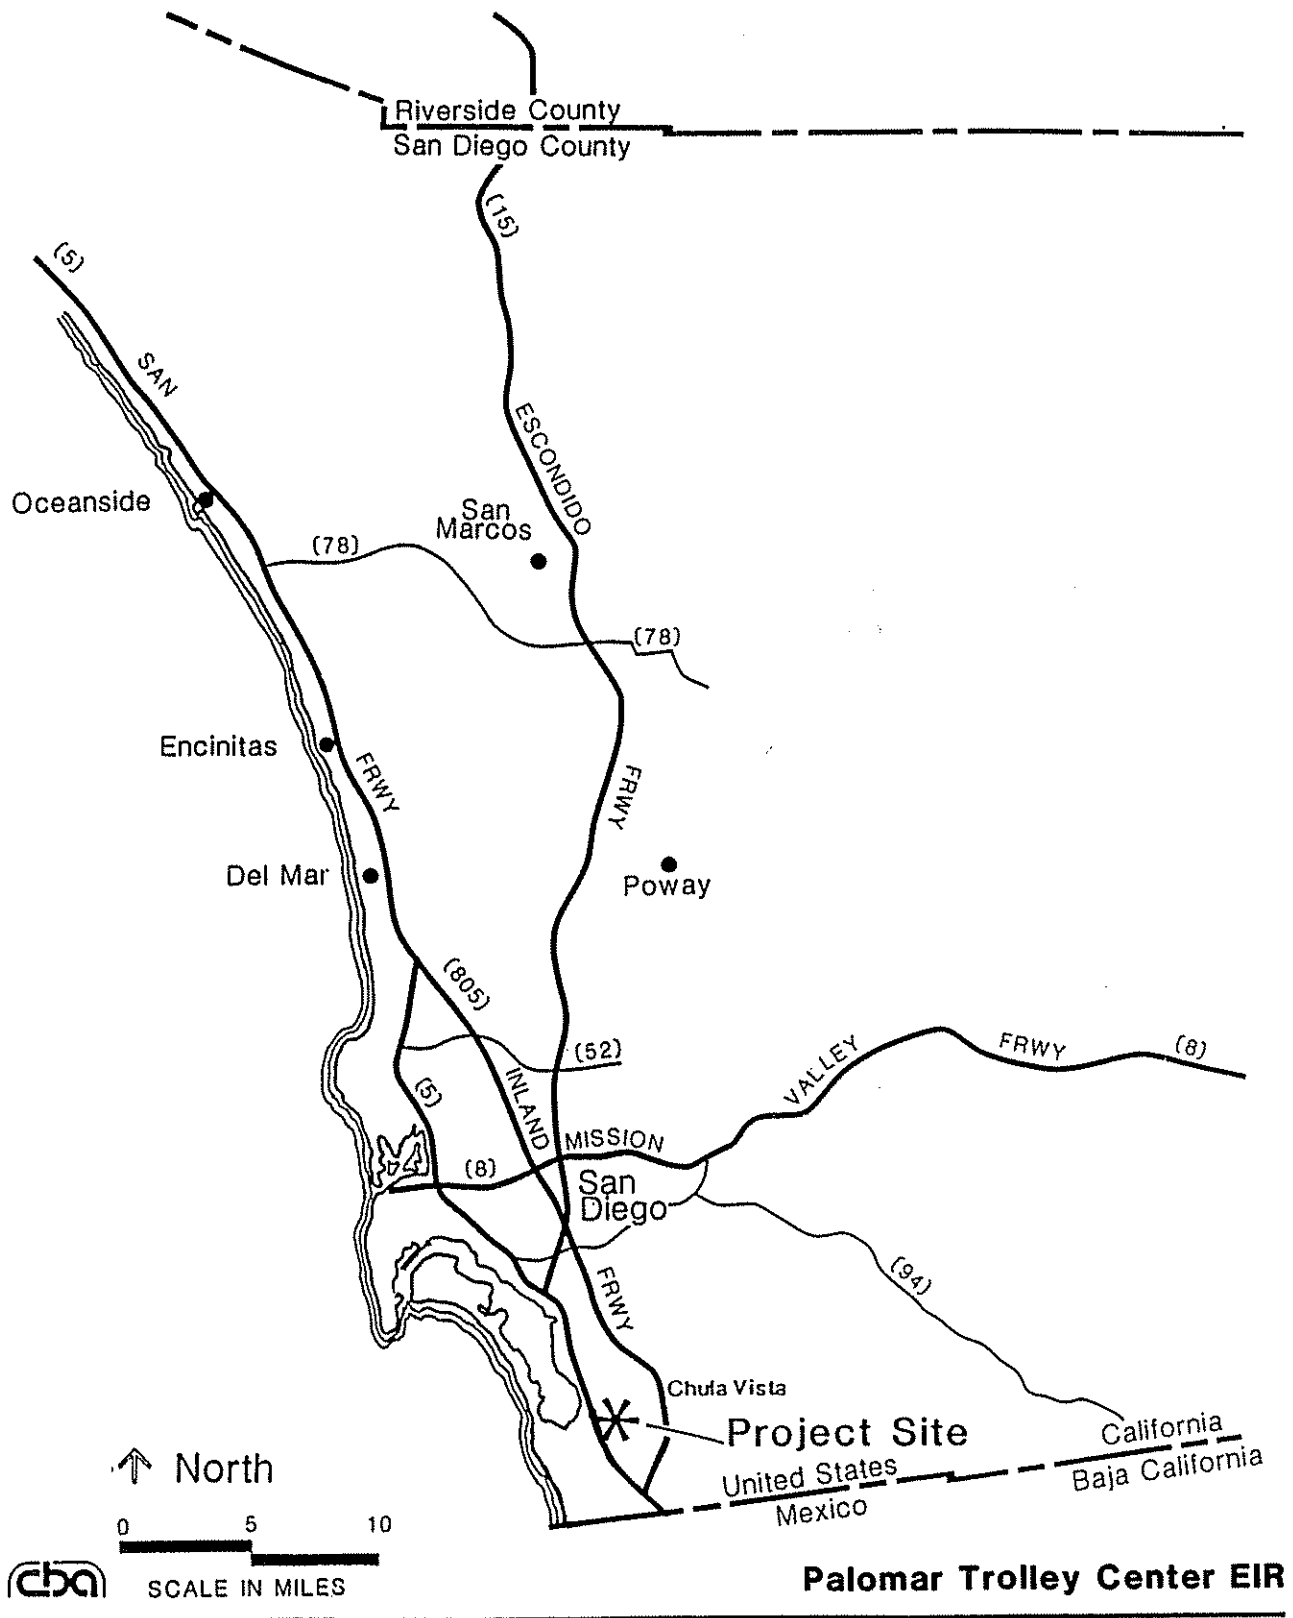 Riverside County
San Diego County
(15)
(5)
SAN
ESCONDIDO
Oceanside
San
Marcos
(78)
(78)
Encinitas
FRWY
FRWY
Del Mar
Poway
(805)
(52)
VALLEY
FRWY
(8)
(5)
INLAND
MISSION
(8)
San
Diego
(94)
FRWY
Chula Vista
Project Site
California
Baja California
United States
Mexico
North
0 5 10
SCALE IN MILES
cba
Palomar Trolley Center EIR